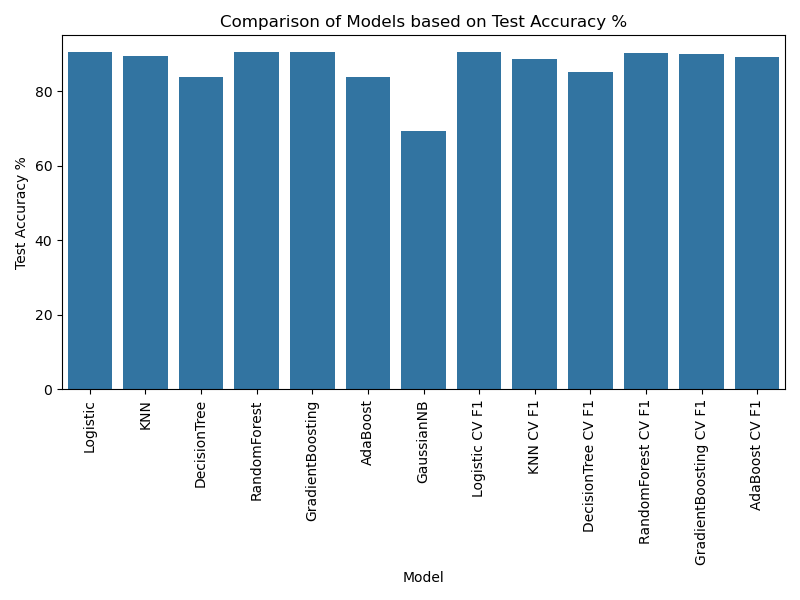 Comparison of Models based on Test Accuracy %
Test Accuracy %
80
60
40
20
0
Logistic
KNN
DecisionTree
RandomForest
GradientBoosting
AdaBoost
GaussianNB
Logistic CV F1
KNN CV F1
DecisionTree CV F1
RandomForest CV F1
GradientBoosting CV F1
AdaBoost CV F1
Model